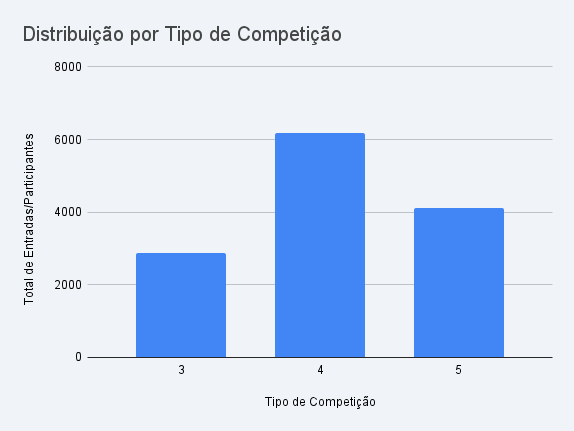 Distribuição por Tipo de Competição
Total de Entradas/Participantes
8000
6000
4000
2000
0
3
4
5
Tipo de Competição